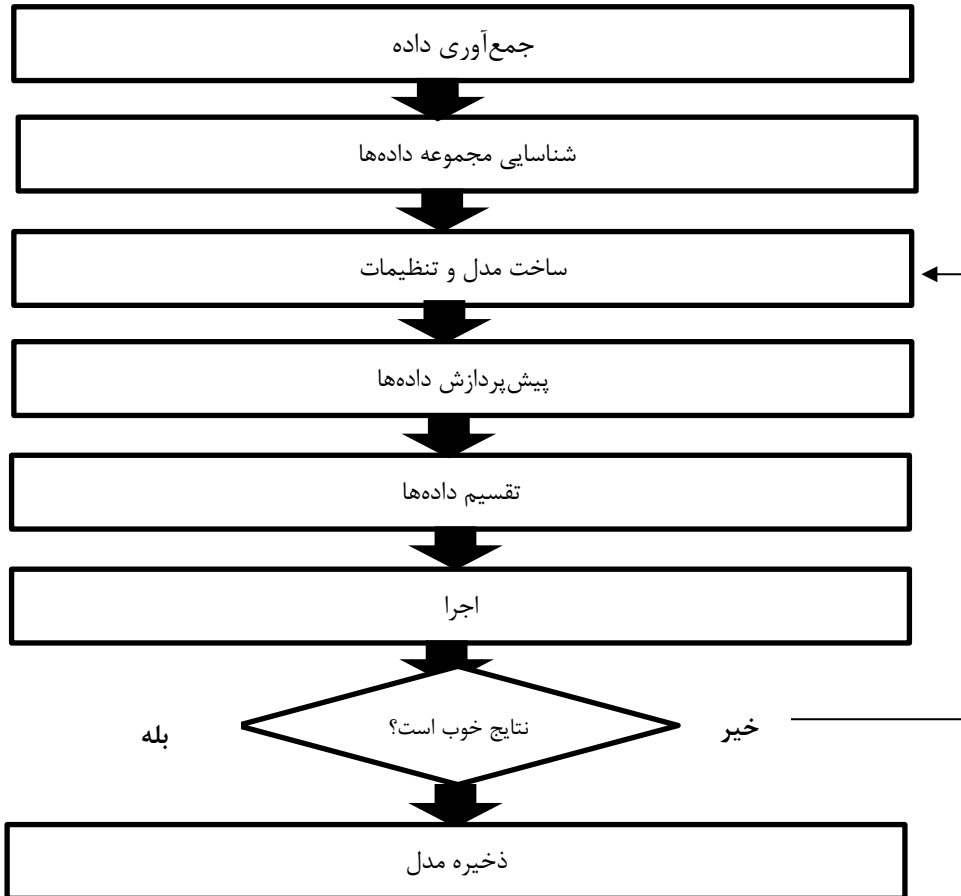 جمع‌آوری داده
شناسایی مجموعه داده‌ها
ساخت مدل و تنظیمات
پیش‌پردازش داده‌ها
تقسیم داده‌ها
اجرا
نتایج خوب است؟
خیر
بله
ذخیره مدل